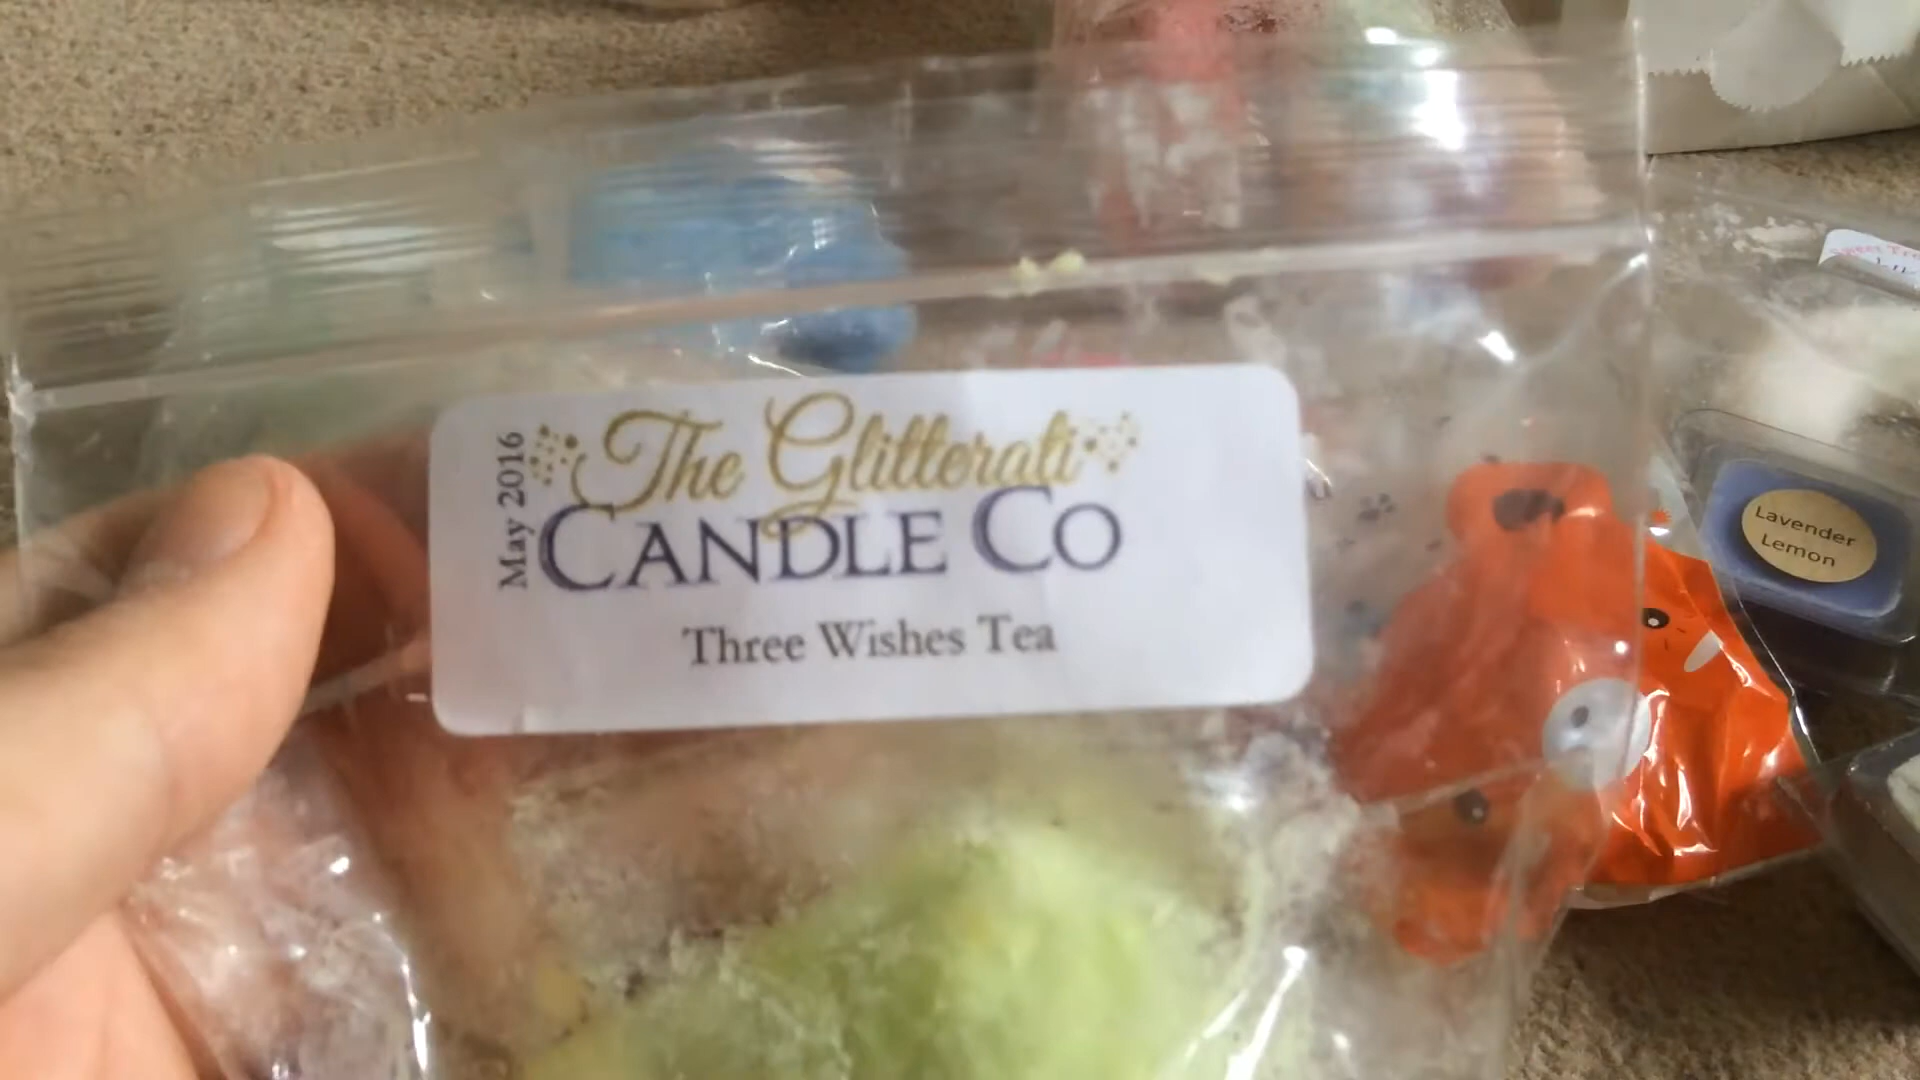 May 2016
The Glitterati
CANDLE CO
Three Wishes Tea
Lavender
Lemon